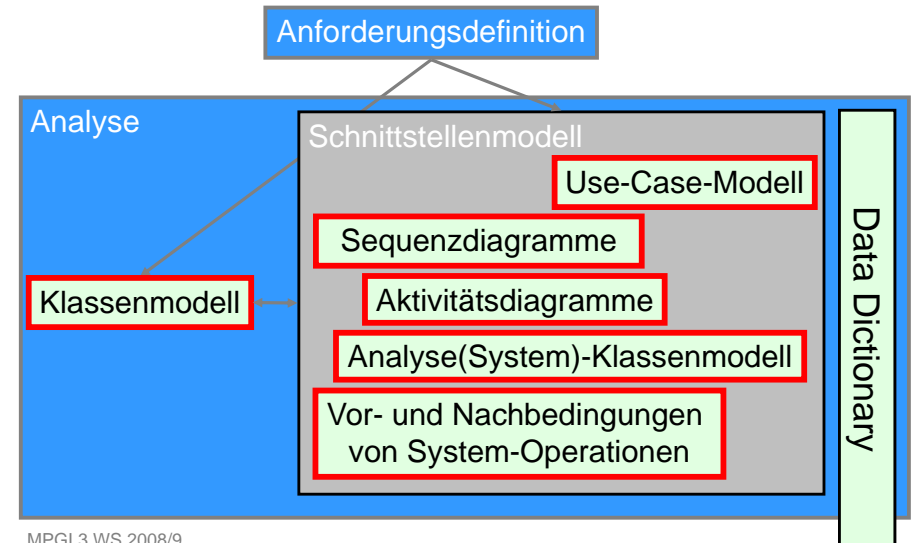 Anforderungsdefinition
Analyse
Schnittstellenmodell
Use-Case-Modell
Sequenzdiagramme
Klassenmodell
Aktivitätsdiagramme
Analyse(System)-Klassenmodell
Vor- und Nachbedingungen
von System-Operationen
Data Dictionary
MPGI 3 WS 2008/9